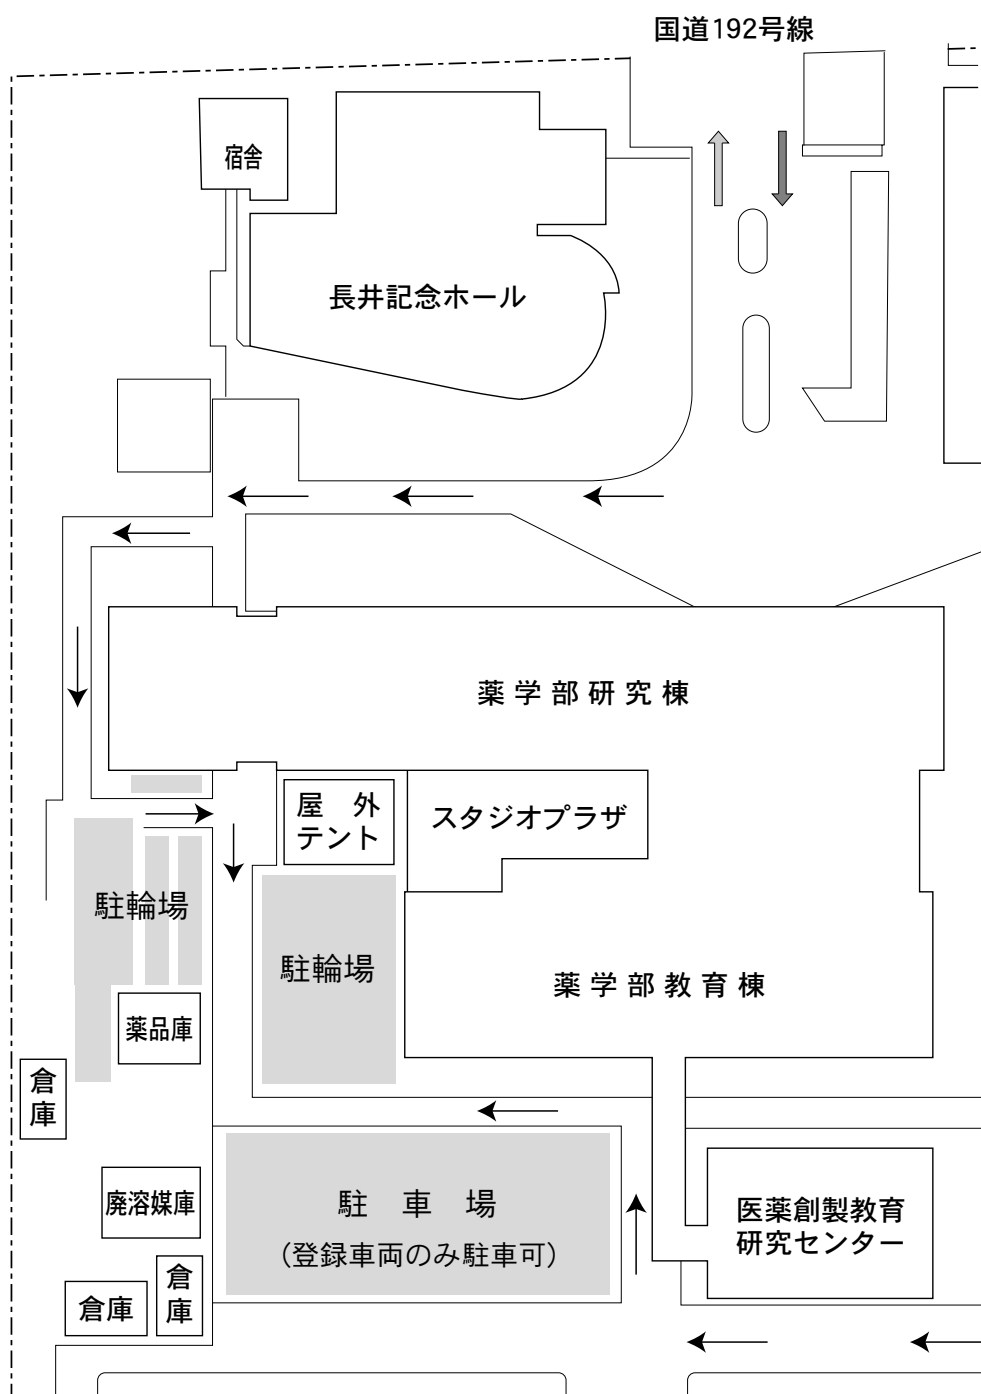 国道192号線
宿舎
長井記念ホール
薬学部研究棟
屋　外
テント
スタジオプラザ
駐輪場
駐輪場
薬学部教育棟
薬品庫
倉
庫
廃溶媒庫
駐　車　場
(登録車両のみ駐車可)
医薬創製教育
研究センター
倉
庫
倉庫